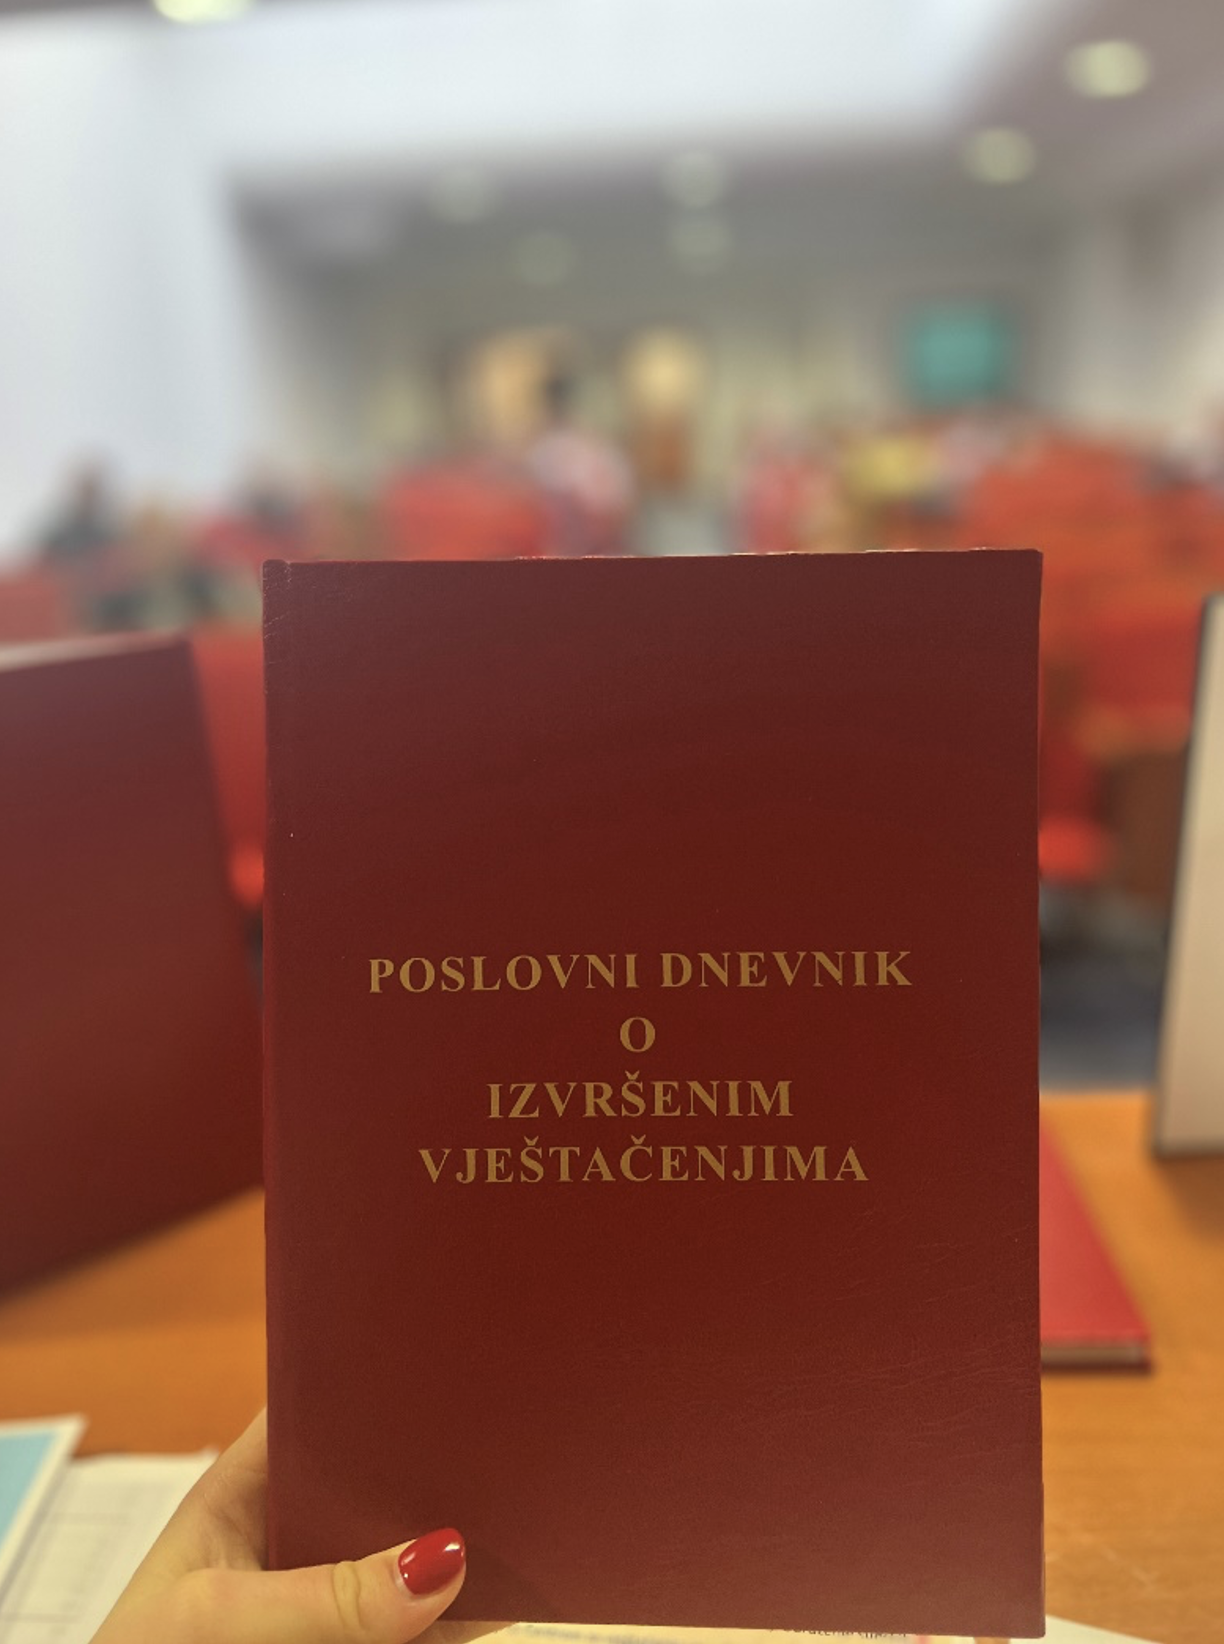 POSLOVNI DNEVNIK
O
IZVRŠENIM
VJEŠTAČENJIMA